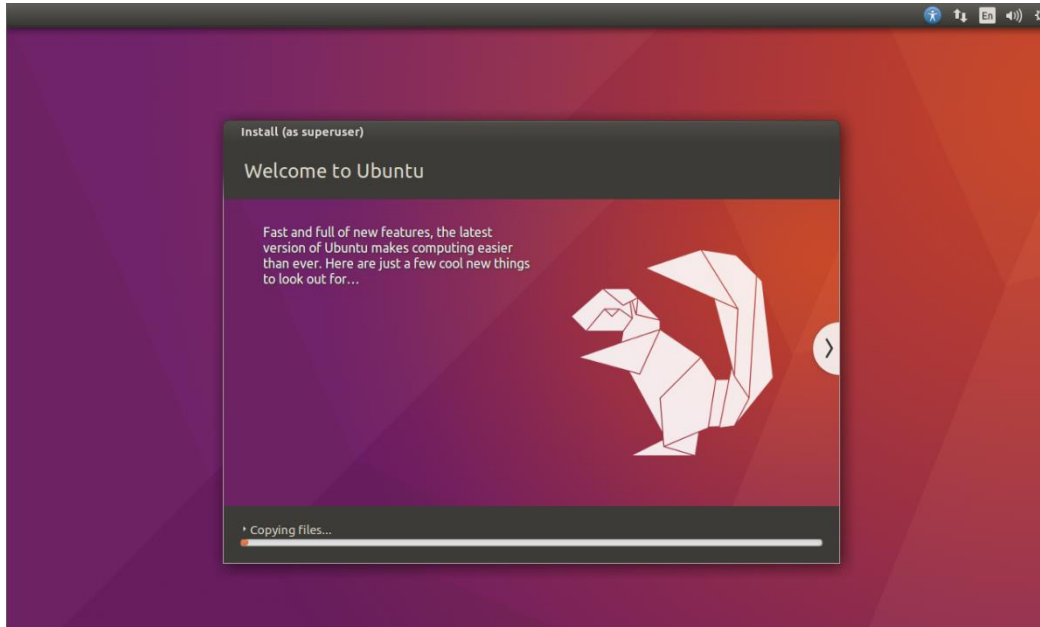 En
Install (as superuser)
Welcome to Ubuntu
Fast and full of new features, the latest
version of Ubuntu makes computing easier
than ever. Here are just a few cool new things
to look out for…
Copying files...